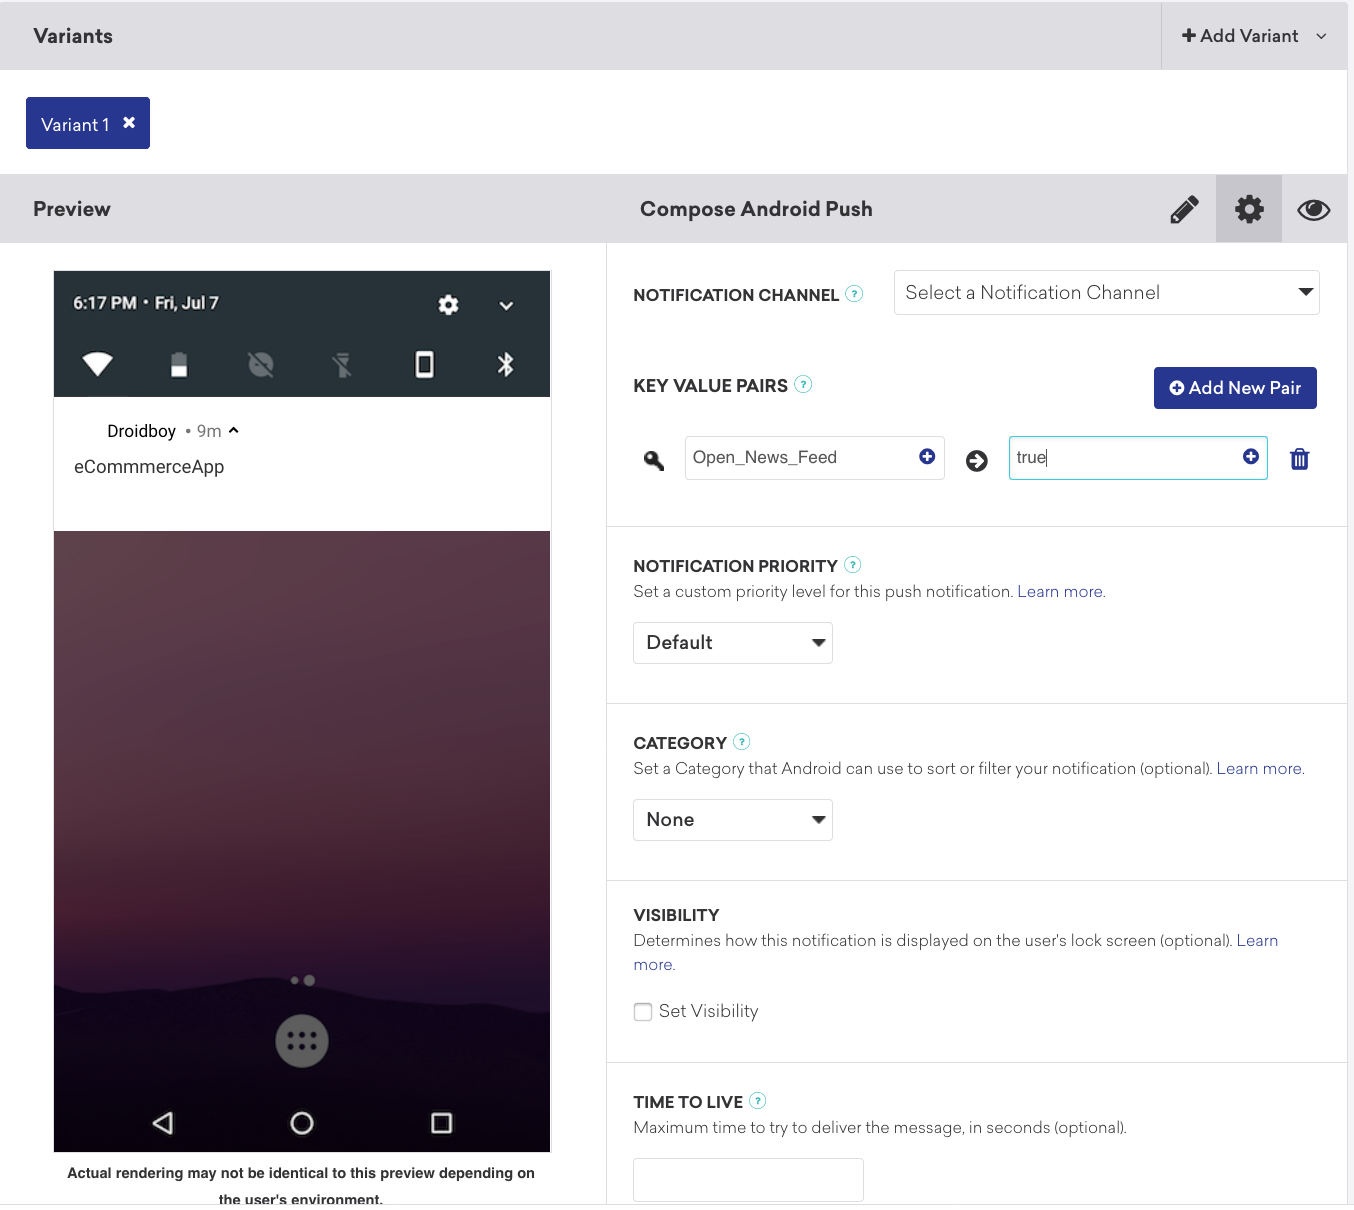 Variants
Add Variant
Variant 1
Preview
Compose Android Push
6:17 PM • Fri, Jul 7
Droidboy • 9m
eCommmerceApp
Actual rendering may not be identical to this preview depending on
the user's environment.
NOTIFICATION CHANNEL ?
Select a Notification Channel
KEY VALUE PAIRS ?
Add New Pair
Open_News_Feed
true
NOTIFICATION PRIORITY ?
Set a custom priority level for this push notification. Learn more.
Default
CATEGORY ?
Set a Category that Android can use to sort or filter your notification (optional). Learn more.
None
VISIBILITY
Determines how this notification is displayed on the user's lock screen (optional). Learn
more.
Set Visibility
TIME TO LIVE ?
Maximum time to try to deliver the message, in seconds (optional).